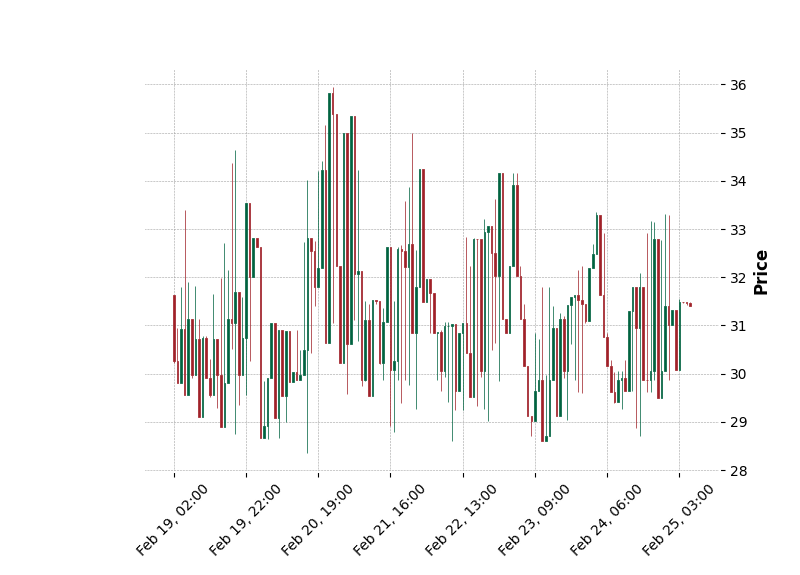 36
35
34
33
32
31
30
29
28
Price
Feb 19, 02:00
Feb 19, 22:00
Feb 20, 19:00
Feb 21, 16:00
Feb 22, 13:00
Feb 23, 09:00
Feb 24, 06:00
Feb 25, 03:00